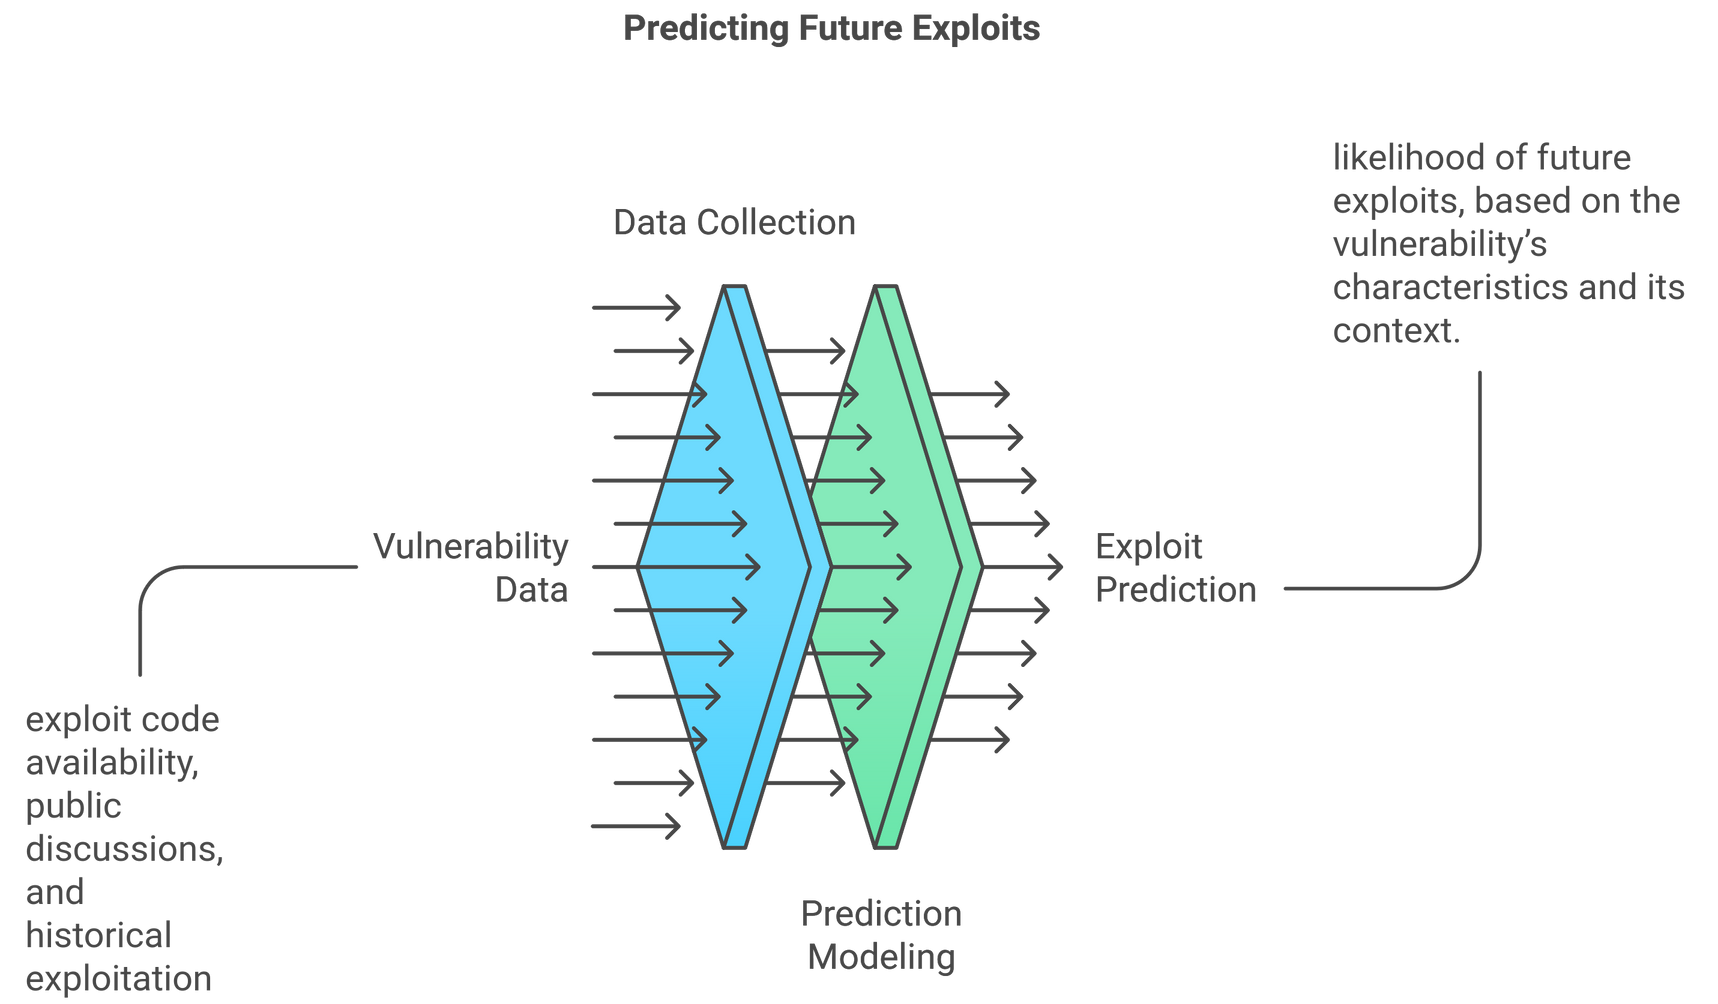 Predicting Future Exploits
likelihood of future
exploits, based on the
vulnerability’s
characteristics and its
context.
Data Collection
Vulnerability
Data
Exploit
Prediction
exploit code
availability,
public
discussions,
and
historical
exploitation
Prediction
Modeling